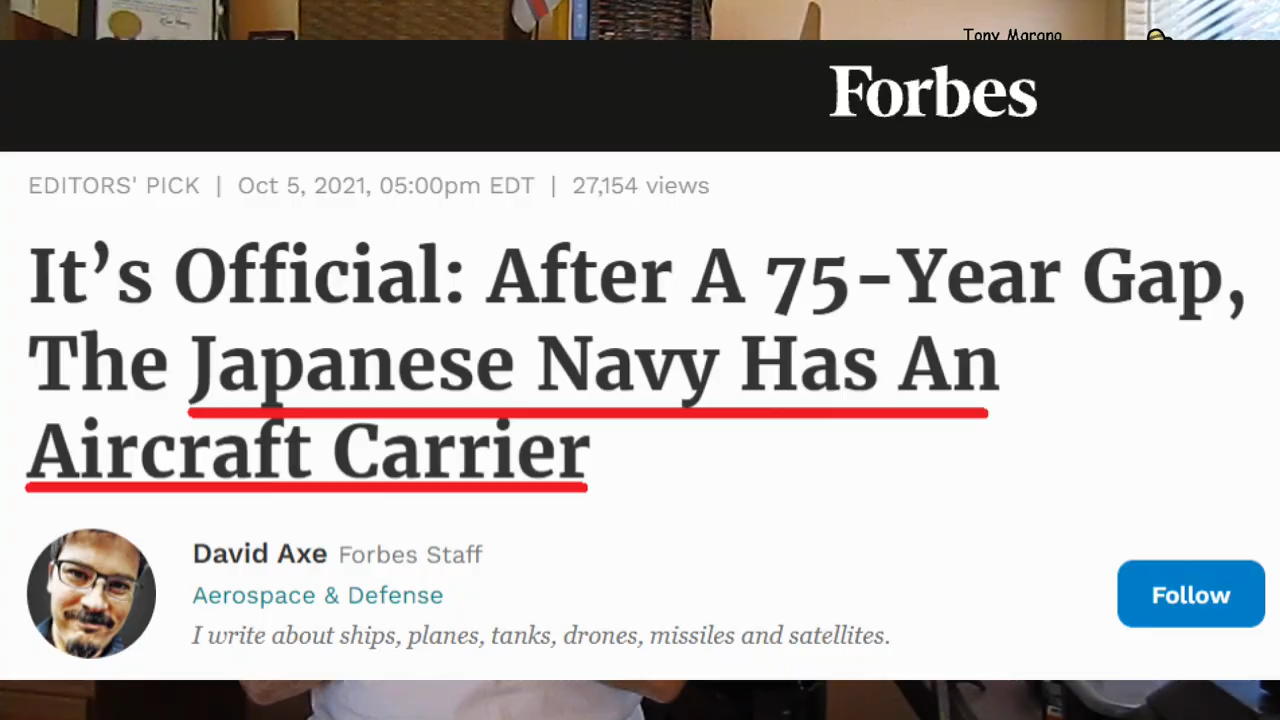 Tony Marano
Forbes
EDITORS' PICK | Oct 5, 2021, 05:00pm EDT | 27,154 views
It’s Official: After A 75-Year Gap,
The Japanese Navy Has An
Aircraft Carrier
David Axe Forbes Staff
Aerospace & Defense
Follow
I write about ships, planes, tanks, drones, missiles and satellites.